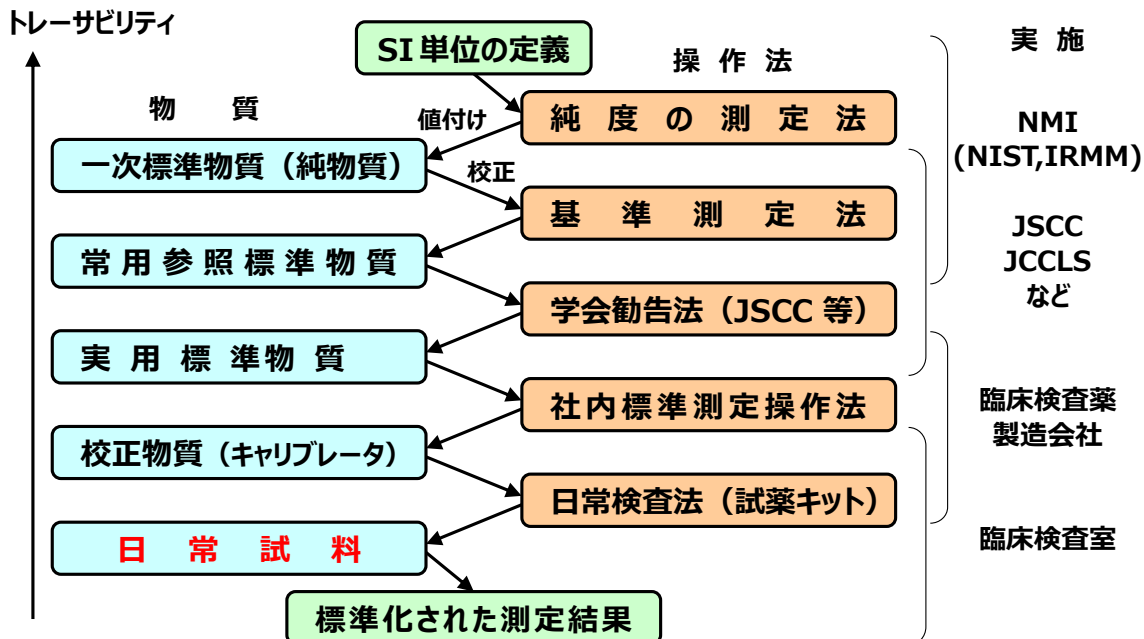 トレーサビリティ
SI単位の定義
実 施
操 作 法
物 質
値付け
純 度 の 測 定 法
NMI
(NIST,IRMM)
一次標準物質（純物質）
校正
基 準 測 定 法
JSCC
JCCLS
など
常用参照標準物質
学会勧告法（JSCC 等）
実 用 標 準 物 質
社内標準測定操作法
臨床検査薬
製造会社
校正物質（キャリブレータ）
日常検査法（試薬キット）
日 常 試 料
臨床検査室
標準化された測定結果